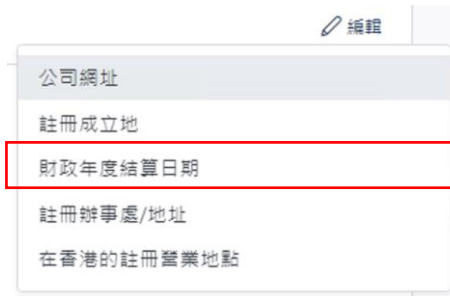 編輯
公司網址
註冊成立地
財政年度結算日期
註冊辦事處/地址
在香港的註冊營業地點